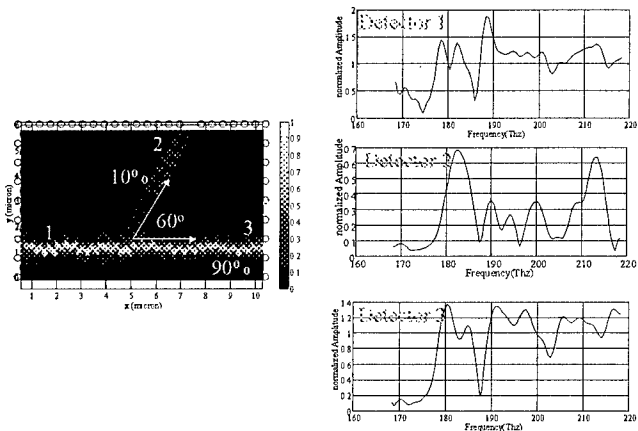 Detector 1
normalized Amplitude
2
1.5
1
0.5
0
160 170 180 190 200 210 220
Frequency(Thz)
2
10%
60°
1
3
90%
y (micron)
1 2 3 4 5 6 7 8 9 10
x (micron)
1
0.9
0.8
0.7
0.6
0.5
0.4
0.3
0.2
0.1
0
Detector
normalized Amplitude
0.7
0.6
0.5
0.4
0.3
0.2
0.1
0
160 170 180 190 200 210 220
Frequency(Thz)
Detector 3
normalized Amplitude
1.4
1.2
1
0.8
0.6
0.4
0.2
0
160 170 180 190 200 210 220
Frequency(Thz)